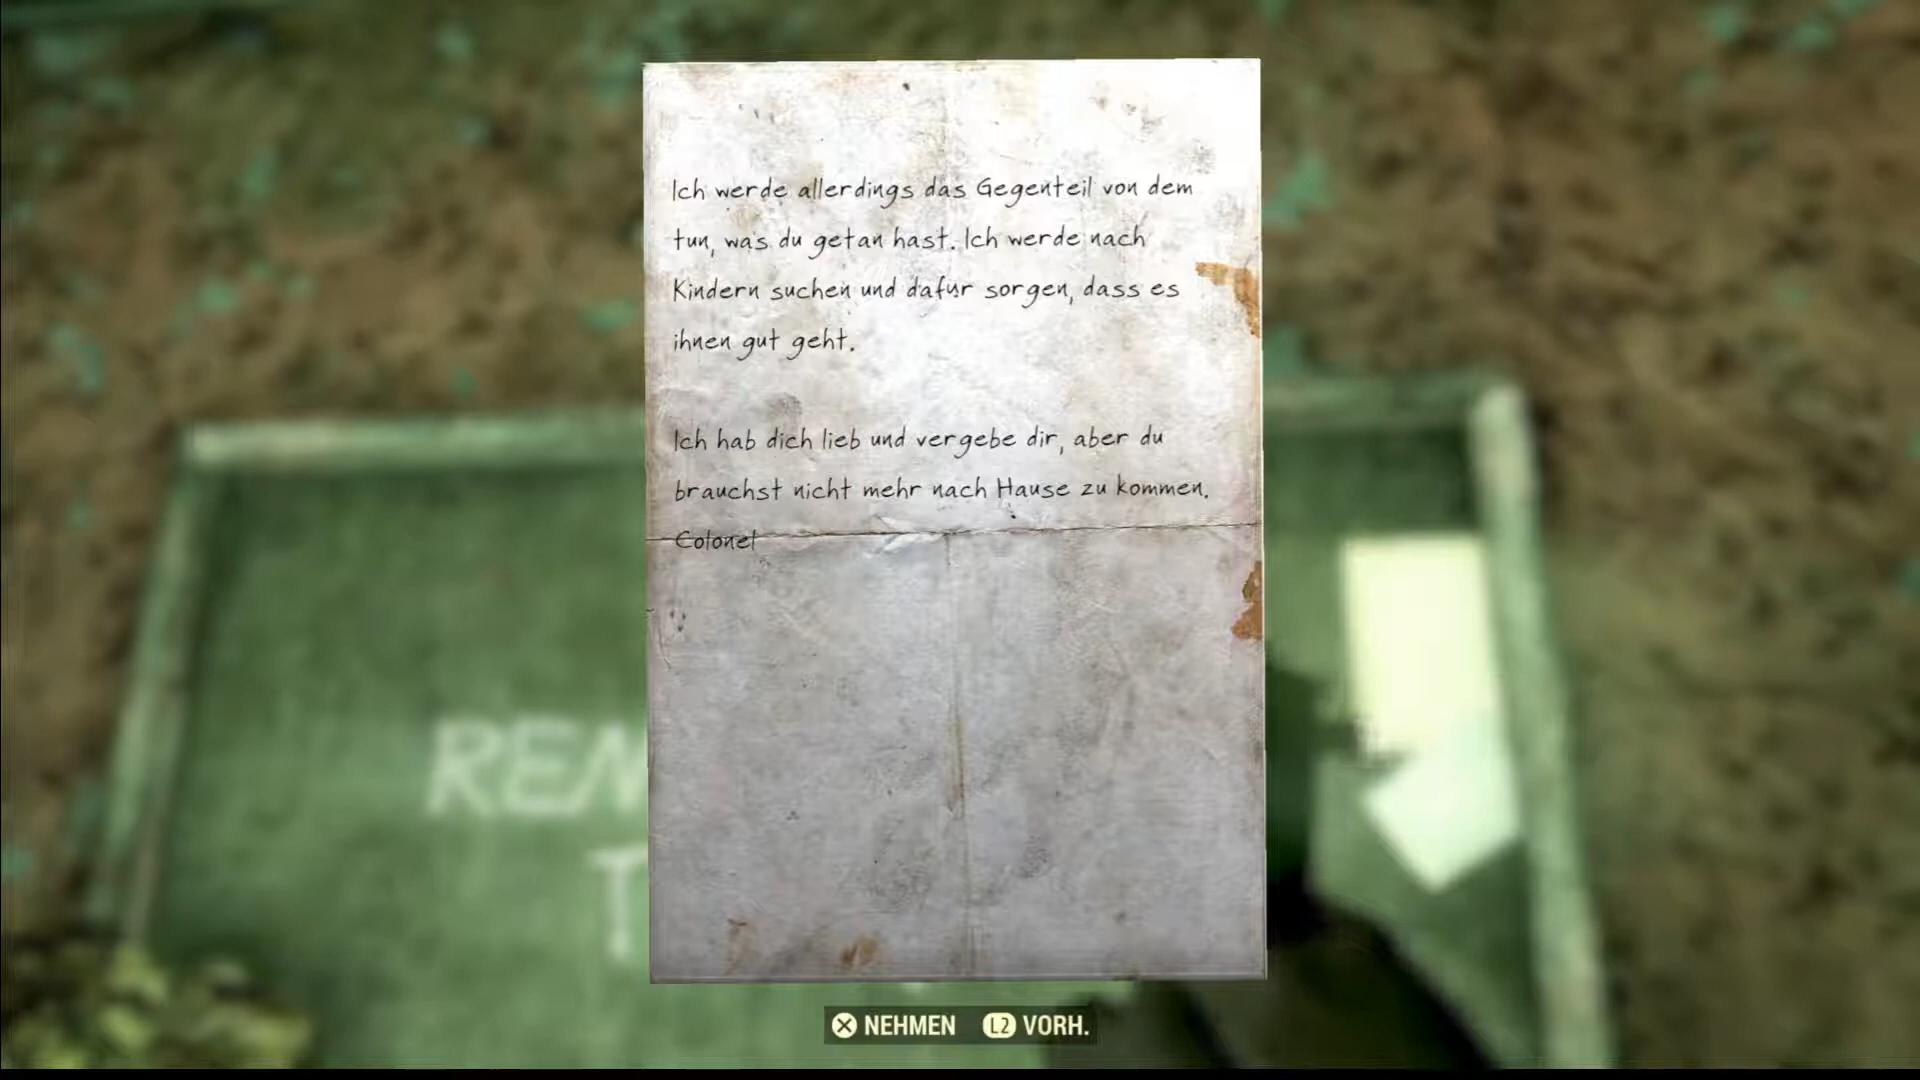 Ich werde allerdings das Gegenteil von dem
tun, was du getan hast. Ich werde nach
Kindern suchen und dafür sorgen, dass es
ihnen gut geht.
Ich hab dich lieb und vergebe dir, aber du
brauchst nicht mehr nach Hause zu kommen.
Colonel
REM
T
NEHMEN L2 VORH.